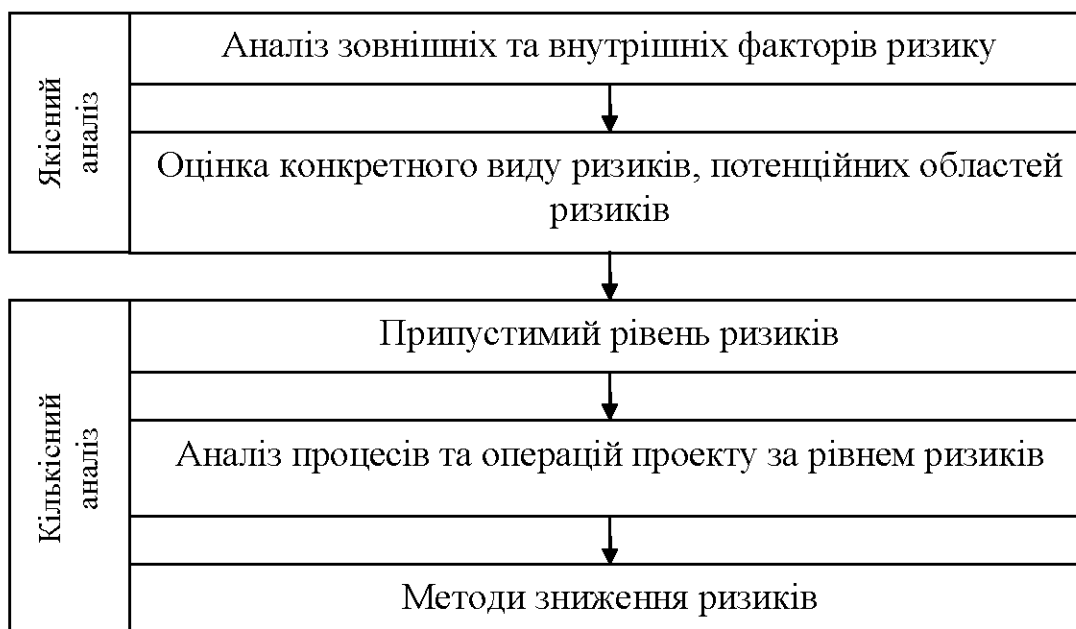 Якісний
аналіз
Аналіз зовнішніх та внутрішніх факторів ризику
Оцінка конкретного виду ризиків, потенційних областей
ризиків
Кількісний
аналіз
Припустимий рівень ризиків
Аналіз процесів та операцій проекту за рівнем ризиків
Методи зниження ризиків